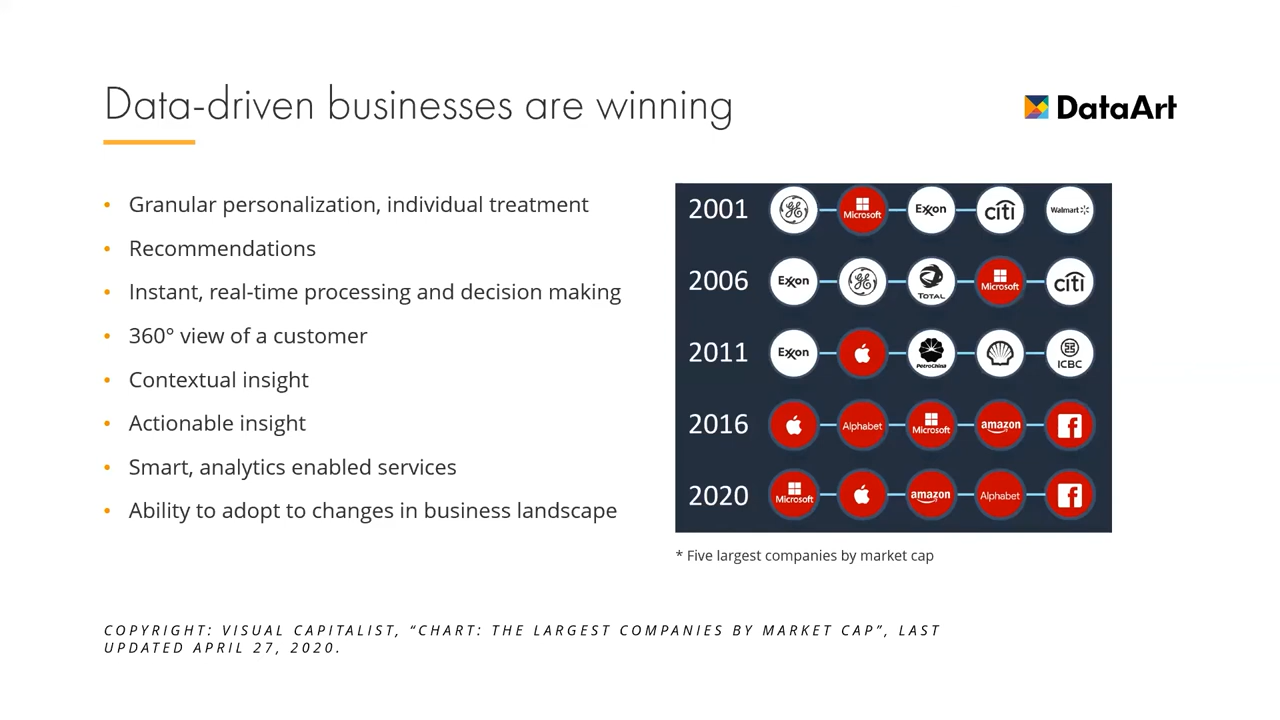 Data-driven businesses are winning
DataArt
• Granular personalization, individual treatment
• Recommendations
• Instant, real-time processing and decision making
• 360° view of a customer
• Contextual insight
• Actionable insight
• Smart, analytics enabled services
• Ability to adopt to changes in business landscape
2001 GE Microsoft Exxon citi Walmart
2006 Exxon GE TOTAL Microsoft citi
2011 Exxon PetroChina ICBC
2016 Alphabet Microsoft amazon f
2020 Microsoft amazon Alphabet f
* Five largest companies by market cap
COPYRIGHT: VISUAL CAPITALIST, “CHART: THE LARGEST COMPANIES BY MARKET CAP”, LAST
UPDATED APRIL 27, 2020.